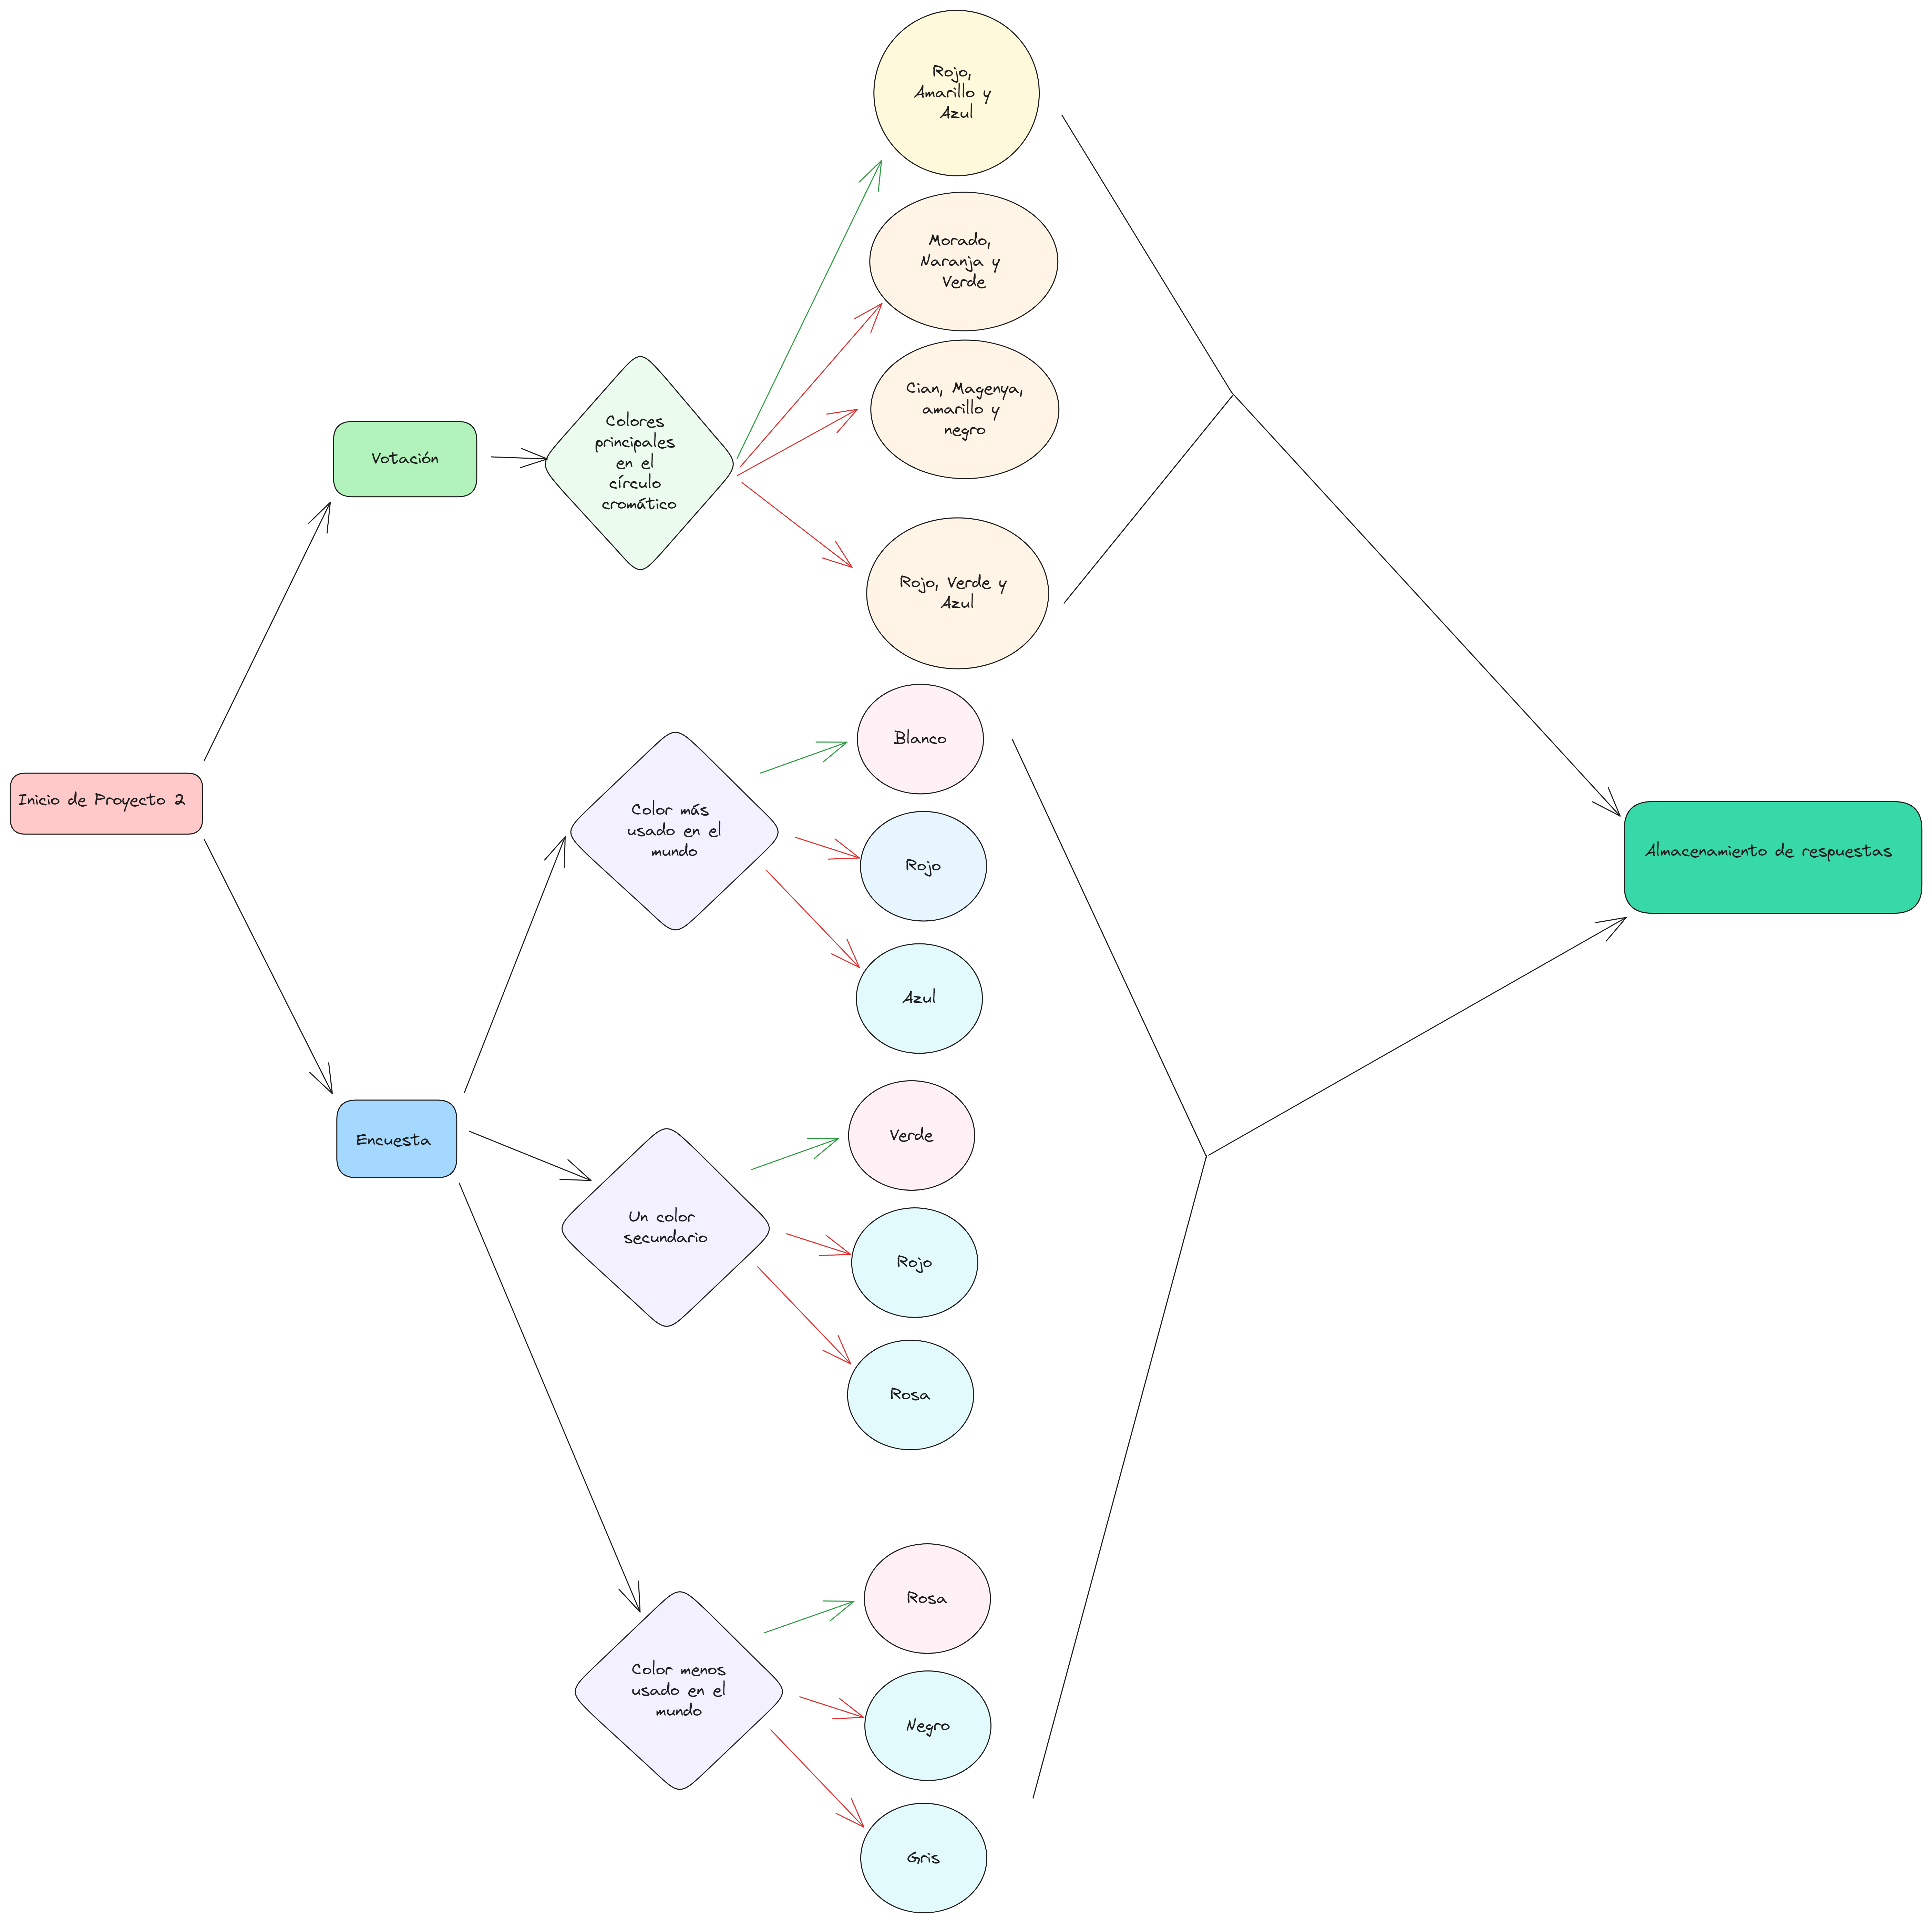 Rojo,
Amarillo y
Azul
Morado,
Naranja y
Verde
Cian, Magenya,
amarillo y
negro
Votación
Colores
principales
en el
círculo
cromático
Rojo, Verde y
Azul
Blanco
Inicio de Proyecto 2
Color más
usado en el
mundo
Rojo
Almacenamiento de respuestas
Azul
Encuesta
Verde
Un color
secundario
Rojo
Rosa
Rosa
Color menos
usado en el
mundo
Negro
Gris